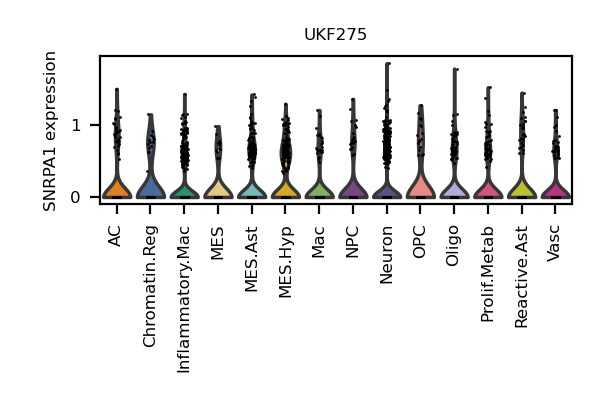 UKF275
SNRPA1 expression
1
0
AC
Chromatin.Reg
Inflammatory.Mac
MES
MES.Ast
MES.Hyp
Mac
NPC
Neuron
OPC
Oligo
Prolif.Metab
Reactive.Ast
Vasc